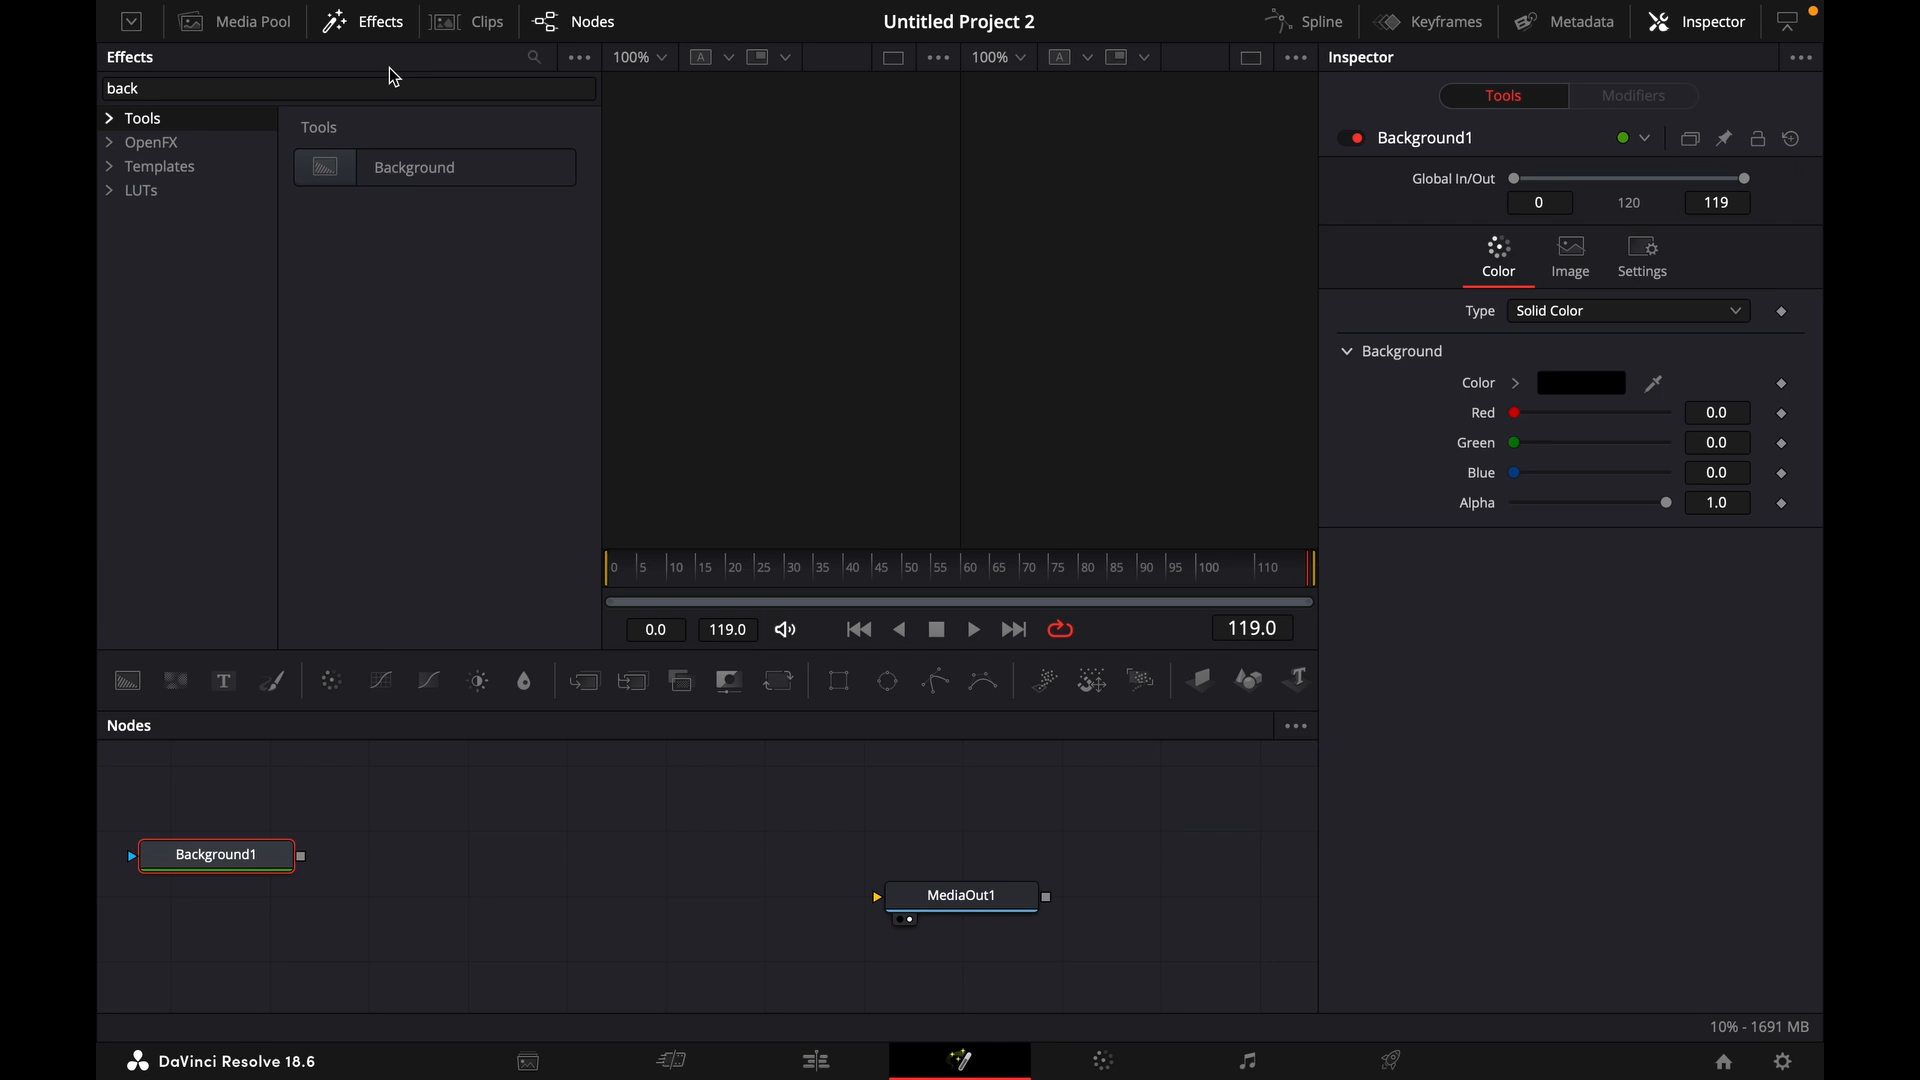 Media Pool Effects Clips Nodes Untitled Project 2 Spline Keyframes Metadata Inspector
Effects 100% A 100% A Inspector
back
Tools Modifiers
Tools
OpenFX
Templates
LUTs
Tools
Background
Background1
Global In/Out
0 120 119
Color Image Settings
Type Solid Color
Background
Color
Red 0.0
Green 0.0
Blue 0.0
Alpha 1.0
0 5 10 15 20 25 30 35 40 45 50 55 60 65 70 75 80 85 90 95 100 110
0.0 119.0 119.0
T T
Nodes
Background1
MediaOut1
10% - 1691 MB
DaVinci Resolve 18.6